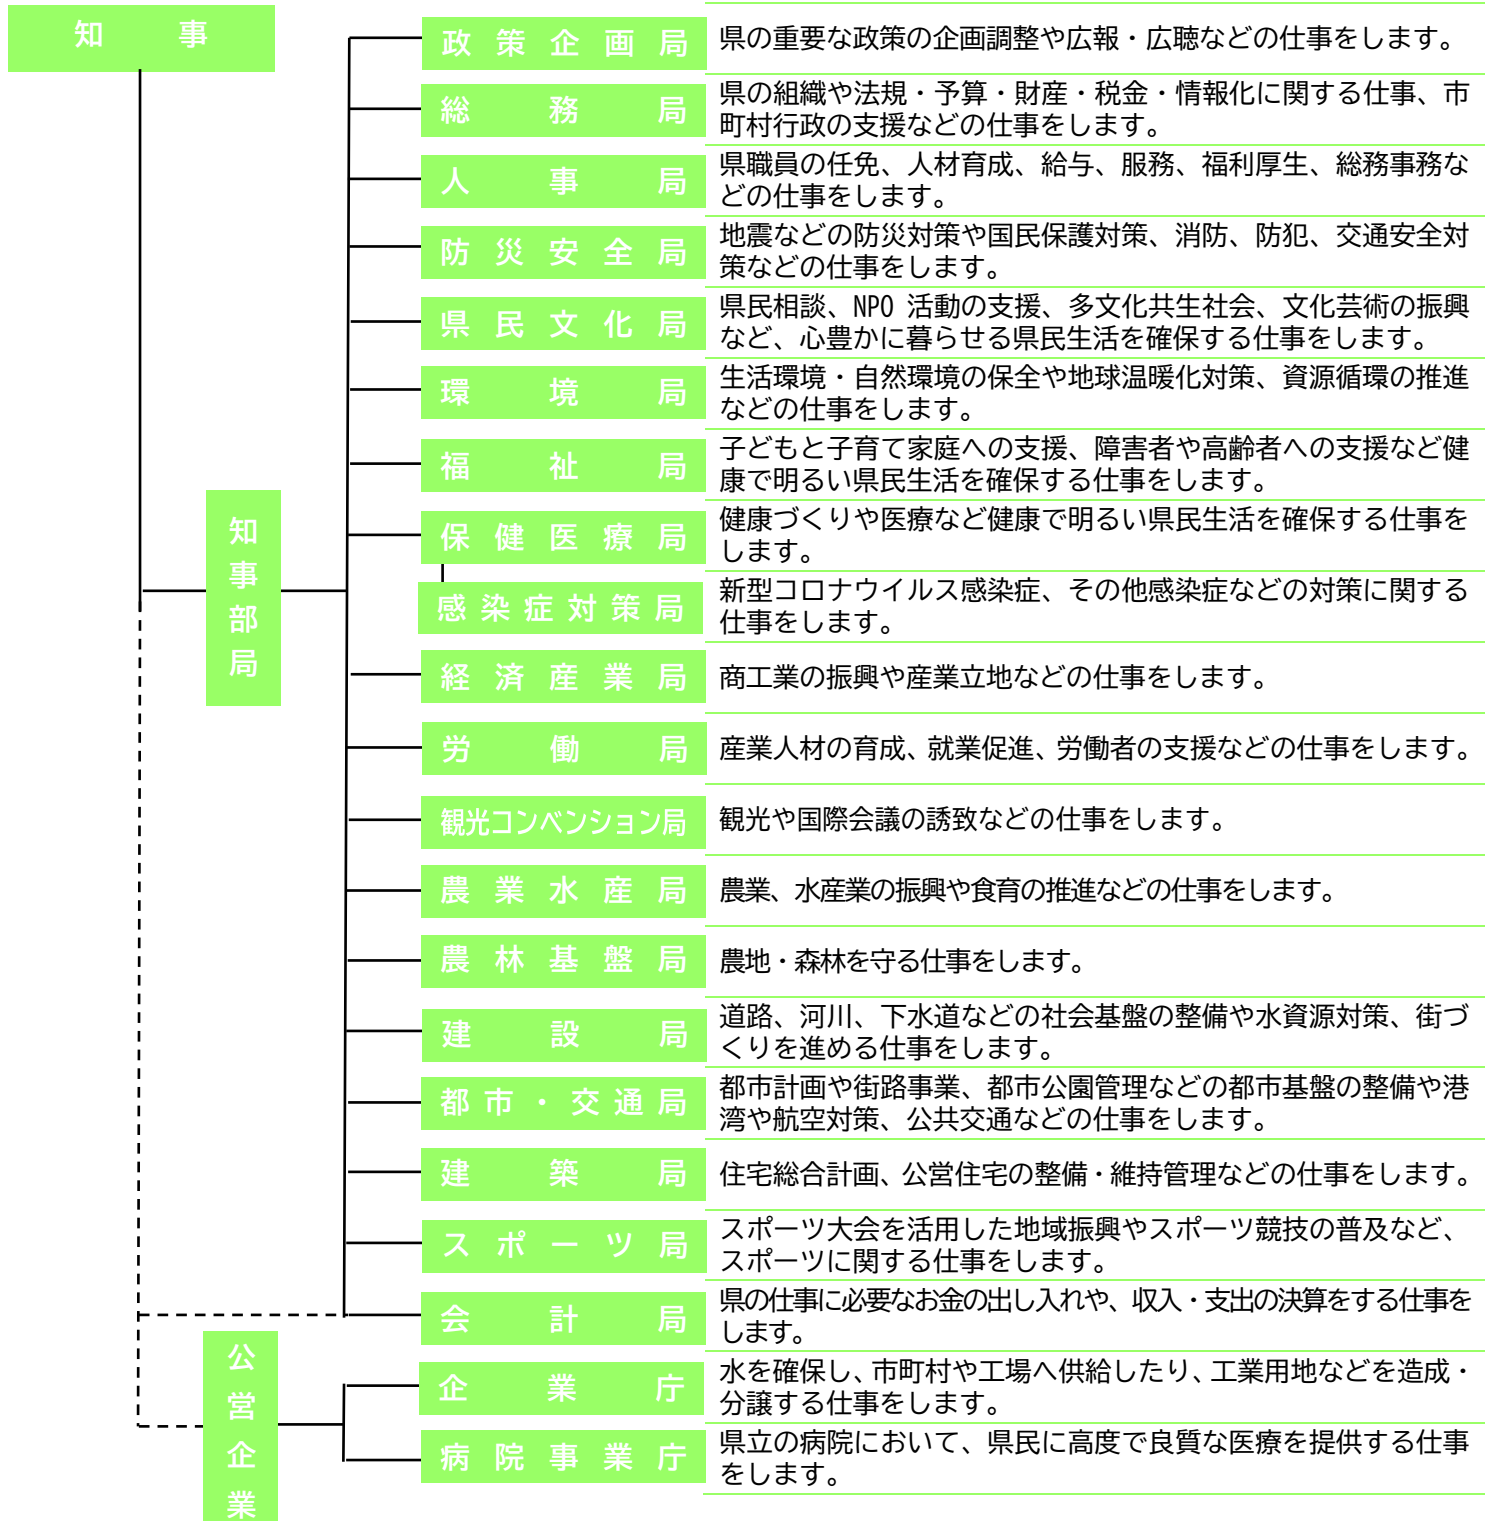 知事
政策企画局
県の重要な政策の企画調整や広報・広聴などの仕事をします。
総務局
県の組織や法規・予算・財産・税金・情報化に関する仕事、市
町村行政の支援などの仕事をします。
人事局
県職員の任免、人材育成、給与、服務、福利厚生、総務事務な
どの仕事をします。
防災安全局
地震などの防災対策や国民保護対策、消防、防犯、交通安全対
策などの仕事をします。
県民文化局
県民相談、NPO 活動の支援、多文化共生社会、文化芸術の振興
など、心豊かに暮らせる県民生活を確保する仕事をします。
環境局
生活環境・自然環境の保全や地球温暖化対策、資源循環の推進
などの仕事をします。
福祉局
子どもと子育て家庭への支援、障害者や高齢者への支援など健
康で明るい県民生活を確保する仕事をします。
知事部局
保健医療局
健康づくりや医療など健康で明るい県民生活を確保する仕事を
します。
感染症対策局
新型コロナウイルス感染症、その他感染症などの対策に関する
仕事をします。
経済産業局
商工業の振興や産業立地などの仕事をします。
労働局
産業人材の育成、就業促進、労働者の支援などの仕事をします。
観光コンベンション局
観光や国際会議の誘致などの仕事をします。
農業水産局
農業、水産業の振興や食育の推進などの仕事をします。
農林基盤局
農地・森林を守る仕事をします。
建設局
道路、河川、下水道などの社会基盤の整備や水資源対策、街づ
くりを進める仕事をします。
都市・交通局
都市計画や街路事業、都市公園管理などの都市基盤の整備や港
湾や航空対策、公共交通などの仕事をします。
建築局
住宅総合計画、公営住宅の整備・維持管理などの仕事をします。
スポーツ局
スポーツ大会を活用した地域振興やスポーツ競技の普及など、
スポーツに関する仕事をします。
会計局
県の仕事に必要なお金の出し入れや、収入・支出の決算をする仕事を
します。
公営企業
企業庁
水を確保し、市町村や工場へ供給したり、工業用地などを造成・
分譲する仕事をします。
病院事業庁
県立の病院において、県民に高度で良質な医療を提供する仕事
をします。